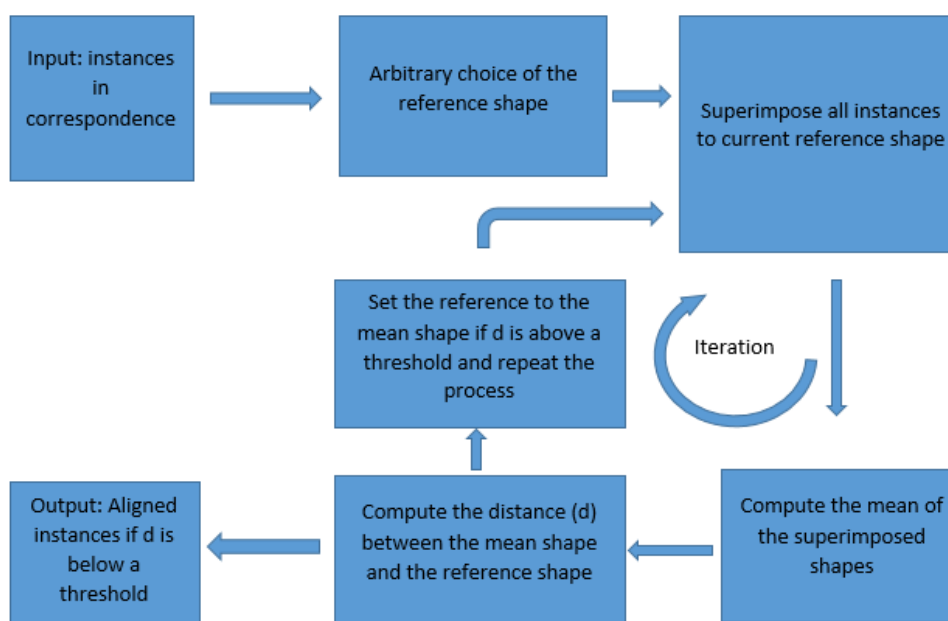 Input: instances
in
correspondence
Arbitrary choice of the
reference shape
Superimpose all instances
to current reference shape
Set the reference to the
mean shape if d is above a
threshold and repeat the
process
Iteration
Output: Aligned
instances if d is
below a
threshold
Compute the distance (d)
between the mean shape
and the reference shape
Compute the mean of
the superimposed
shapes